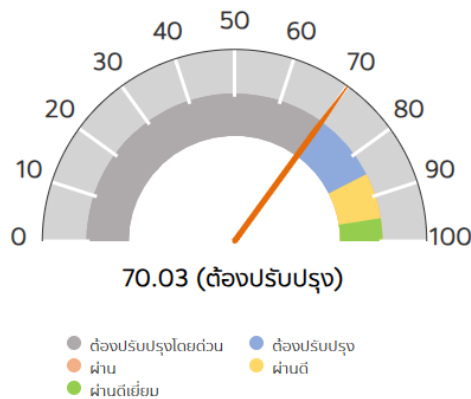 50
40 60
30 70
20 80
10 90
0 100
70.03 (ต้องปรับปรุง)
ต้องปรับปรุงโดยด่วน ต้องปรับปรุง
ผ่าน ผ่านดี
ผ่านดีเยี่ยม